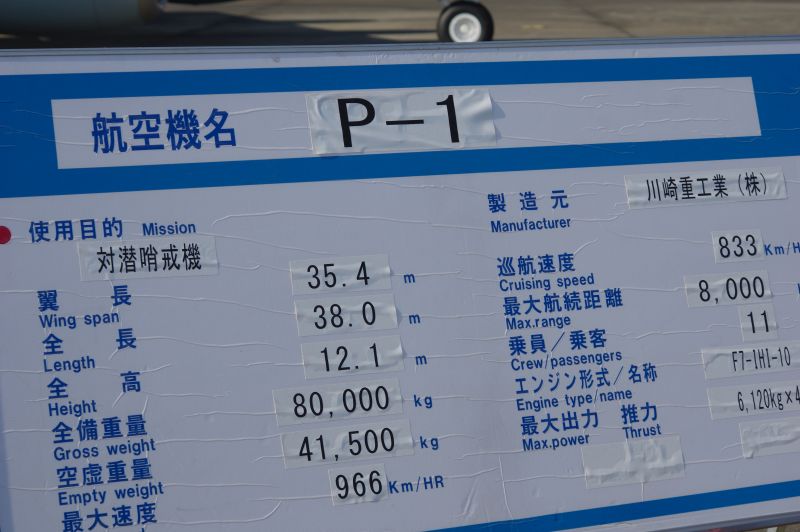 航空機名 P-1
使用目的 Mission
対潜哨戒機
翼長 35.4 m
Wing span
全長 38.0 m
Length
全高 12.1 m
Height
全備重量 80,000 kg
Gross weight
空虚重量 41,500 kg
Empty weight
最大速度 966 Km/HR
製造元 川崎重工業(株)
Manufacturer
巡航速度 833 Km/H
Cruising speed
最大航続距離 8,000
Max.range
乗員/乗客 11
Crew/passengers
エンジン形式/名称 F7-IHI-10
Engine type/name
最大出力 推力 6,120kg×4
Max.power Thrust